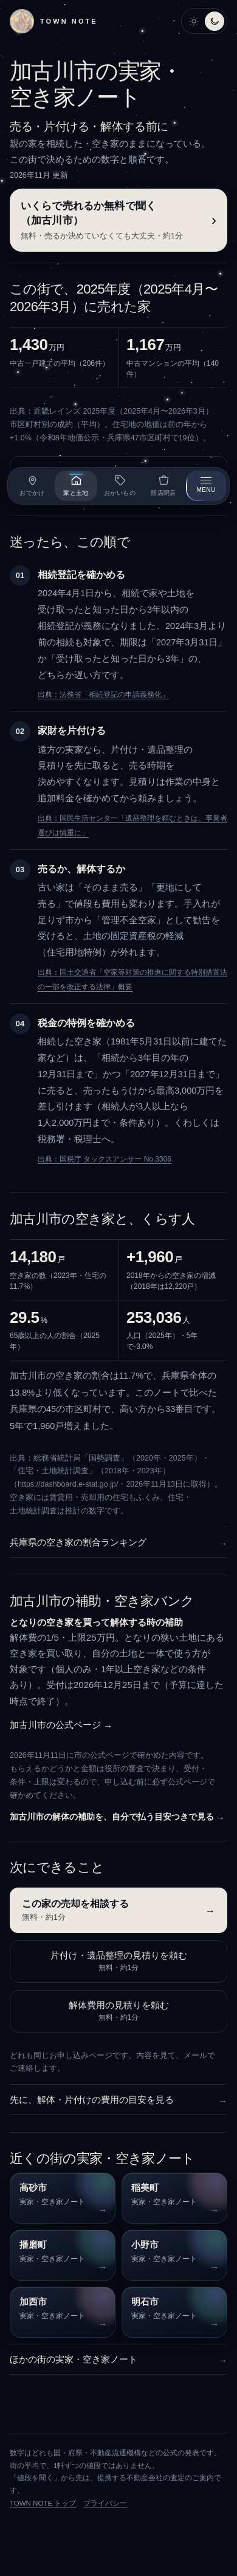 TOWN NOTE
加古川市の実家・
空き家ノート
売る・片付ける・解体する前に
親の家を相続した・空き家のままになっている。
この街で決めるための数字と順番です。
2026年11月 更新
いくらで売れるか無料で聞く
（加古川市）
無料・売るか決めていなくても大丈夫・約1分
この街で、2025年度（2025年4月〜
2026年3月）に売れた家
1,430万円
中古一戸建ての平均（206件）
1,167万円
中古マンションの平均（140
件）
出典：近畿レインズ 2025年度（2025年4月〜2026年3月）
市区町村別の成約（平均）。住宅地の地価は前の年から
+1.0%（令和8年地価公示・兵庫県47市区町村で19位）。
おでかけ
家と土地
おかいもの
開店閉店
MENU
迷ったら、この順で
01
相続登記を確かめる
2024年4月1日から、相続で家や土地を
受け取ったと知った日から3年以内の
相続登記が義務になりました。2024年3月より
前の相続も対象で、期限は「2027年3月31日」
か「受け取ったと知った日から3年」の、
どちらか遅い方です。
出典：法務省「相続登記の申請義務化」
02
家財を片付ける
遠方の実家なら、片付け・遺品整理の
見積りを先に取ると、売る時期を
決めやすくなります。見積りは作業の中身と
追加料金を確かめてから頼みましょう。
出典：国民生活センター「遺品整理を頼むときは、事業者
選びは慎重に」
03
売るか、解体するか
古い家は「そのまま売る」「更地にして
売る」で値段も費用も変わります。手入れが
足りず市から「管理不全空家」として勧告を
受けると、土地の固定資産税の軽減
（住宅用地特例）が外れます。
出典：国土交通省「空家等対策の推進に関する特別措置法
の一部を改正する法律」概要
04
税金の特例を確かめる
相続した空き家（1981年5月31日以前に建てた
家など）は、「相続から3年目の年の
12月31日まで」かつ「2027年12月31日まで」
に売ると、売ったもうけから最高3,000万円を
差し引けます（相続人が3人以上なら
1人2,000万円まで・条件あり）。くわしくは
税務署・税理士へ。
出典：国税庁 タックスアンサー No.3306
加古川市の空き家と、くらす人
14,180戸
空き家の数（2023年・住宅の
11.7%）
+1,960戸
2018年からの空き家の増減
（2018年は12,220戸）
29.5%
65歳以上の人の割合（2025
年）
253,036人
人口（2025年）・5年
で-3.0%
加古川市の空き家の割合は11.7%で、兵庫県全体の
13.8%より低くなっています。このノートで比べた
兵庫県の45の市区町村で、高い方から33番目です。
5年で1,960戸増えました。
出典：総務省統計局「国勢調査」（2020年・2025年）・
「住宅・土地統計調査」（2018年・2023年）
（https://dashboard.e-stat.go.jp/・2026年11月13日に取得）。
空き家には賃貸用・売却用の住宅もふくみ、住宅・
土地統計調査は推計の数字です。
兵庫県の空き家の割合ランキング →
加古川市の補助・空き家バンク
となりの空き家を買って解体する時の補助
解体費の1/5・上限25万円。となりの狭い土地にある
空き家を買い取り、自分の土地と一体で使う方が
対象です（個人のみ・1年以上空き家などの条件
あり）。受付は2026年12月25日まで（予算に達した
時点で終了）。
加古川市の公式ページ →
2026年11月11日に市の公式ページで確かめた内容です。
もらえるかどうかと金額は役所の審査で決まり、受付・
条件・上限は変わるので、申し込む前に必ず公式ページで
確かめてください。
加古川市の解体の補助を、自分で払う目安つきで見る →
次にできること
この家の売却を相談する
無料・約1分 →
片付け・遺品整理の見積りを頼む
無料・約1分
解体費用の見積りを頼む
無料・約1分
どれも同じお申し込みページです。内容を見て、メールで
ご連絡します。
先に、解体・片付けの費用の目安を見る →
近くの街の実家・空き家ノート
高砂市
実家・空き家ノート →
稲美町
実家・空き家ノート →
播磨町
実家・空き家ノート →
小野市
実家・空き家ノート →
加西市
実家・空き家ノート →
明石市
実家・空き家ノート →
ほかの街の実家・空き家ノート →
数字はどれも国・府県・不動産流通機構などの公式の発表です。
街の平均で、1軒ずつの値段ではありません。
「値段を聞く」から先は、提携する不動産会社の査定のご案内で
す。
TOWN NOTE トップ プライバシー